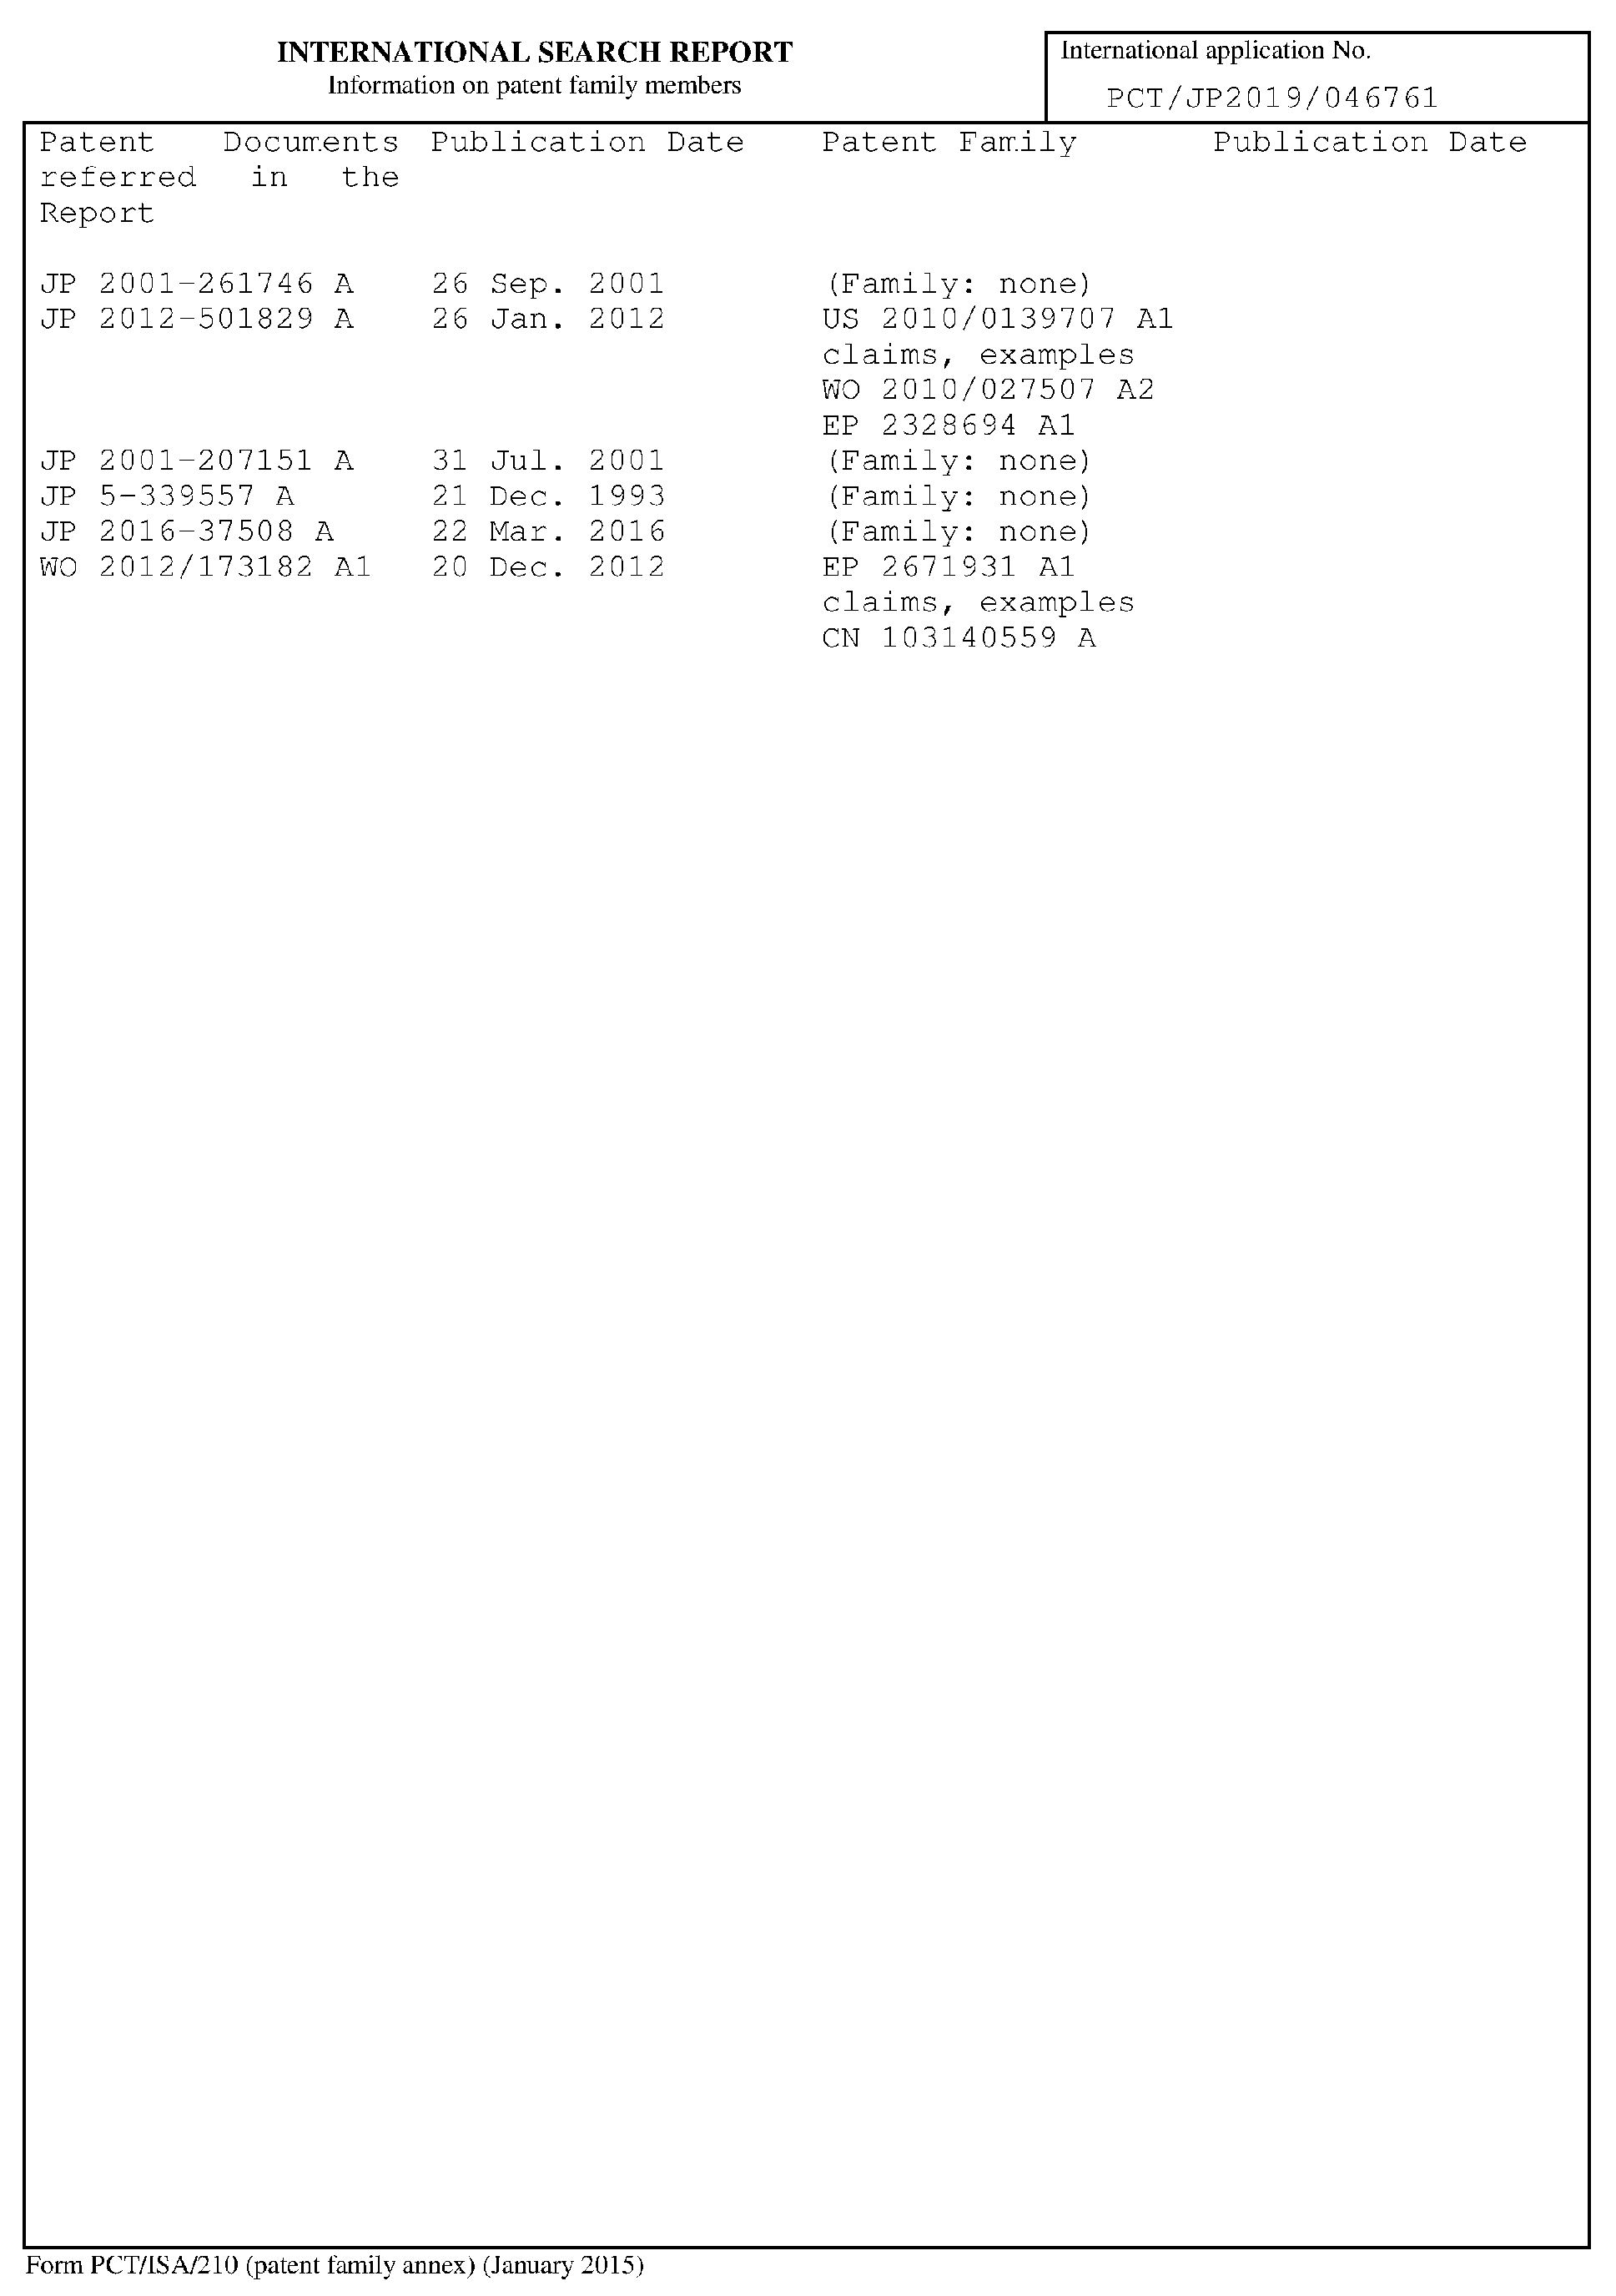 INTERNATIONAL SEARCH REPORT
Information on patent family members
International application No.
PCT/JP2019/046761
Patent Documents referred in the Report Publication Date Patent Family Publication Date
JP 2001-261746 A 26 Sep. 2001 (Family: none)
JP 2012-501829 A 26 Jan. 2012 US 2010/0139707 A1
claims, examples
WO 2010/027507 A2
EP 2328694 A1
JP 2001-207151 A 31 Jul. 2001 (Family: none)
JP 5-339557 A 21 Dec. 1993 (Family: none)
JP 2016-37508 A 22 Mar. 2016 (Family: none)
WO 2012/173182 A1 20 Dec. 2012 EP 2671931 A1
claims, examples
CN 103140559 A
Form PCT/ISA/210 (patent family annex) (January 2015)